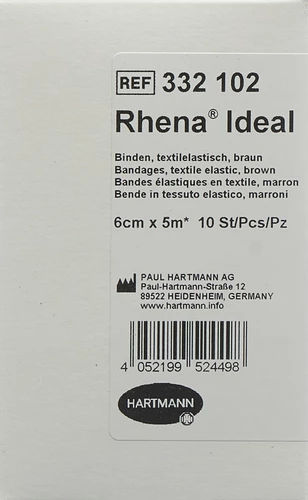 REF 332 102
Rhena® Ideal
Binden, textilelastisch, braun
Bandages, textile elastic, brown
Bandes élastiques en textile, marron
Bende in tessuto elastico, marroni
6cm x 5m* 10 St/Pcs/Pz
PAUL HARTMANN AG
Paul-Hartmann-Straße 12
89522 HEIDENHEIM, GERMANY
www.hartmann.info
4 052199 524498
HARTMANN